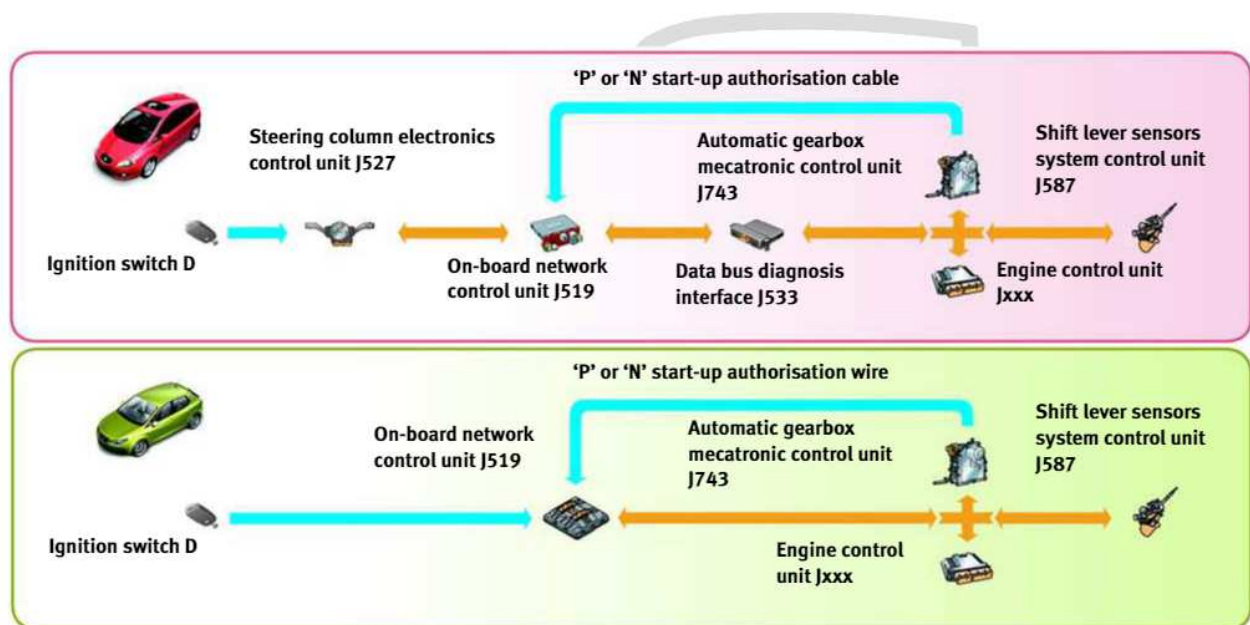 ‘P’ or ‘N’ start-up authorisation cable
Steering column electronics
control unit J527
Automatic gearbox
mecatronic control unit
J743
Shift lever sensors
system control unit
J587
Ignition switch D
On-board network
control unit J519
Data bus diagnosis
interface J533
Engine control unit
Jxxx
‘P’ or ‘N’ start-up authorisation wire
On-board network
control unit J519
Automatic gearbox
mecatronic control unit
J743
Shift lever sensors
system control unit
J587
Ignition switch D
Engine control
unit Jxxx